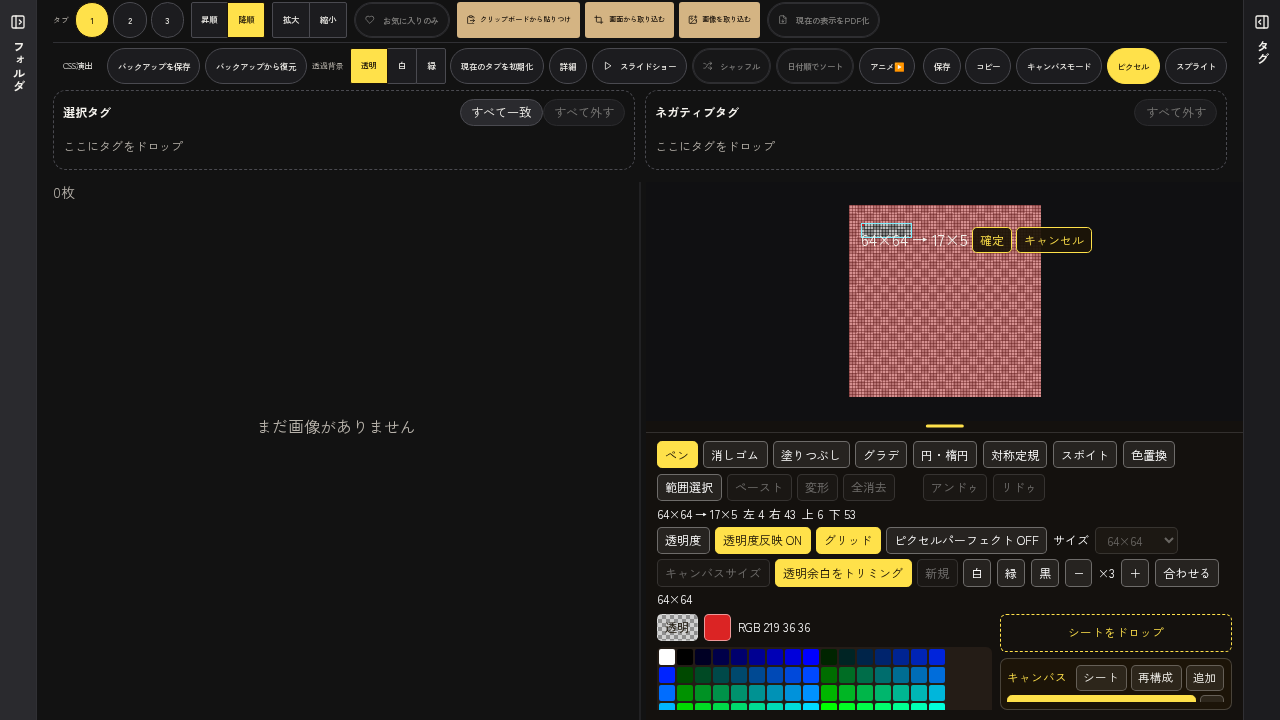 フォルダ
タブ 1 2 3 昇順 降順 拡大 縮小 お気に入りのみ クリップボードから貼りつけ 画面から取り込む 画像を取り込む 現在の表示をPDF化
CSS演出 バックアップを保存 バックアップから復元 透過背景 透明 白 緑 現在のタブを初期化 詳細 スライドショー シャッフル 日付順でソート アニメ▶️ 保存 コピー キャンバスモード ピクセル スプライト
選択タグ すべて一致 すべて外す
ここにタグをドロップ
ネガティブタグ すべて外す
ここにタグをドロップ
タグ
0枚
まだ画像がありません
64×64 → 17×5 確定 キャンセル
ペン 消しゴム 塗りつぶし グラデ 円・楕円 対称定規 スポイト 色置換
範囲選択 ペースト 変形 全消去 アンドゥ リドゥ
64×64 → 17×5 左 4 右 43 上 6 下 53
透明度 透明度反映 ON グリッド ピクセルパーフェクト OFF サイズ 64×64
キャンバスサイズ 透明余白をトリミング 新規 白 緑 黒 − ×3 ＋ 合わせる
64×64
透明 RGB 219 36 36
シートをドロップ
キャンバス シート 再構成 追加